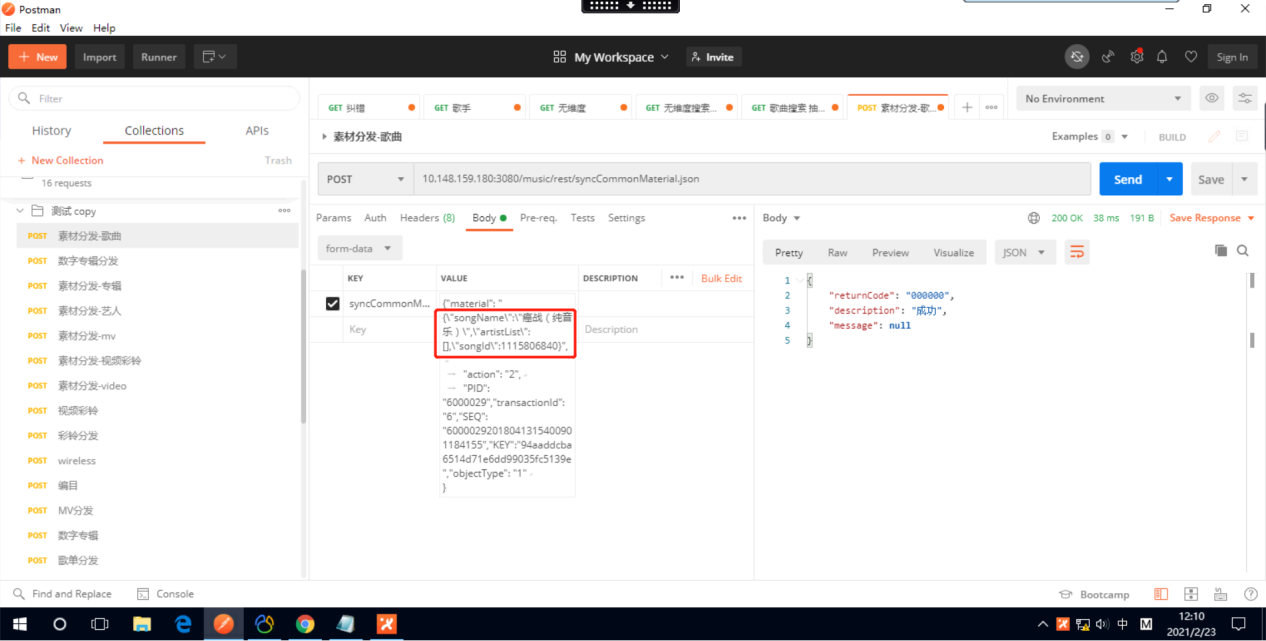 Postman
File Edit View Help
New Import Runner My Workspace Invite Sign In
Filter
History Collections APIs
+ New Collection Trash
16 requests
测试 copy
POST 素材分发-歌曲
POST 数字专辑分发
POST 素材分发-专辑
POST 素材分发-艺人
POST 素材分发-mv
POST 素材分发-视频彩铃
POST 素材分发-video
POST 视频彩铃
POST 彩铃分发
POST wireless
POST 编目
POST MV分发
POST 数字专辑
POST 歌单分发
GET 纠错 GET 歌手 GET 无维度 GET 无维度搜索... GET 歌曲搜索 抽... POST 素材分发-歌... No Environment
素材分发-歌曲 Examples 0 BUILD
POST 10.148.159.180:3080/music/rest/syncCommonMaterial.json Send Save
Params Auth Headers (8) Body Pre-req. Tests Settings
form-data
KEY VALUE DESCRIPTION Bulk Edit
syncCommonM... {"material": "
{\"songName\":\"癌战（纯音
乐）\",\"artistList\":
[],\"songId\":1115806840}",
Key Description
"action": "2",
"PID":
"6000029","transactionId":
"6","SEQ":
"6000029201804131540090
1184155","KEY":"94aaddcba
6514d71e6dd99035fc5139e
","objectType": "1"
}
Body 200 OK 38 ms 191 B Save Response
Pretty Raw Preview Visualize JSON
1 {
2 "returnCode": "000000",
3 "description": "成功",
4 "message": null
5 }
Find and Replace Console Bootcamp
中 M 12:10
2021/2/23